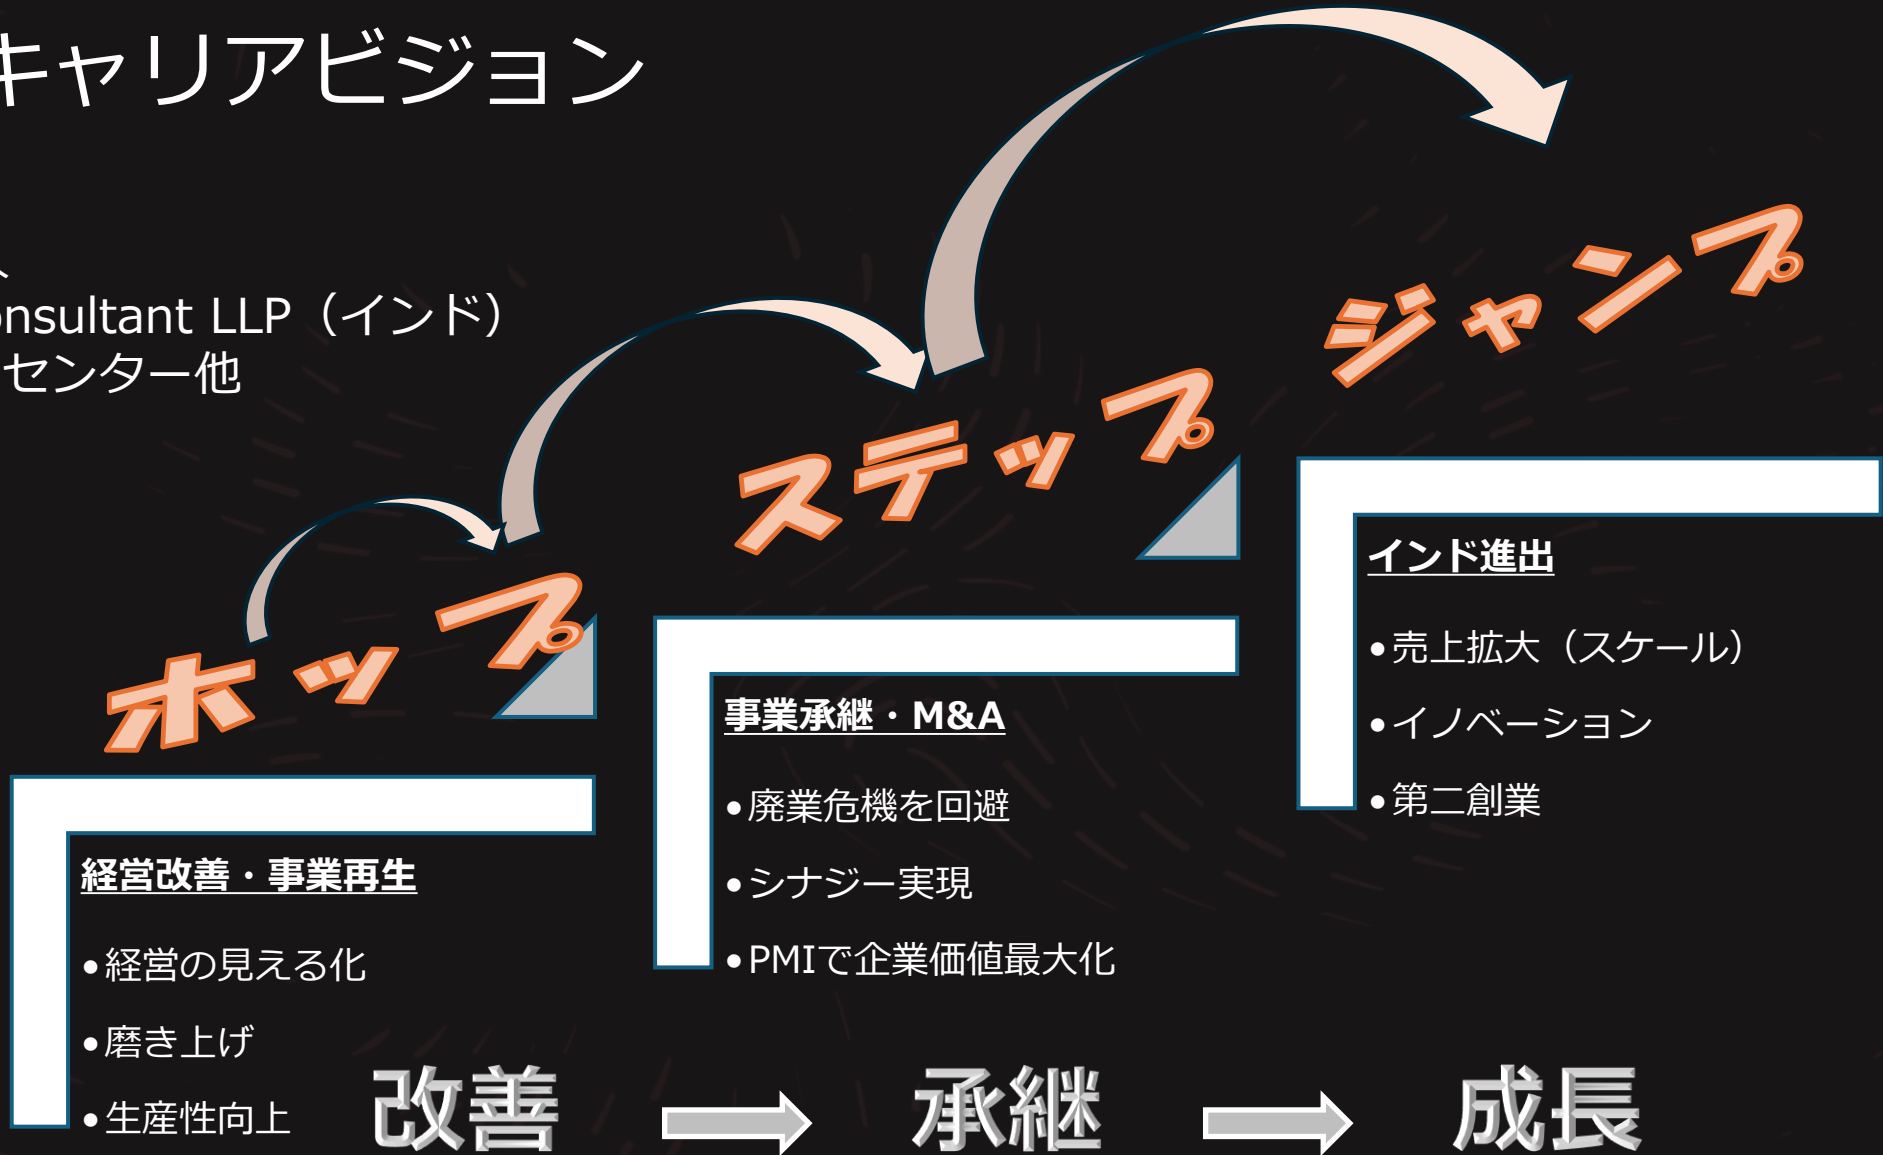 キャリアビジョン
onsultant LLP（インド）
センター他
ホップ
ステップ
ジャンプ
経営改善・事業再生
•経営の見える化
•磨き上げ
•生産性向上
事業承継・M&A
•廃業危機を回避
•シナジー実現
•PMIで企業価値最大化
インド進出
•売上拡大（スケール）
•イノベーション
•第二創業
改善
承継
成長